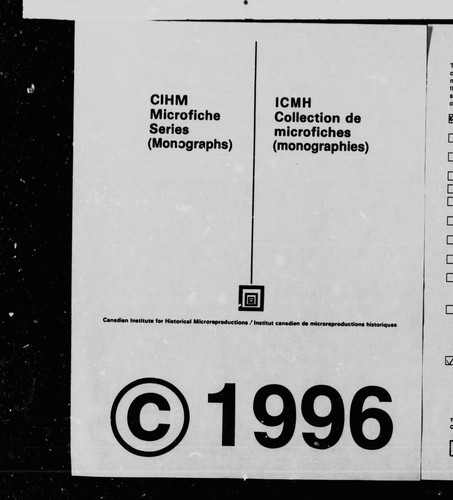 CIHM
Microfiche
Series
(Monographs)
ICMH
Collection de
microfiches
(monographies)
Canadian Institute for Historical Microreproductions / Institut canadien de microreproductions historiques
© 1996